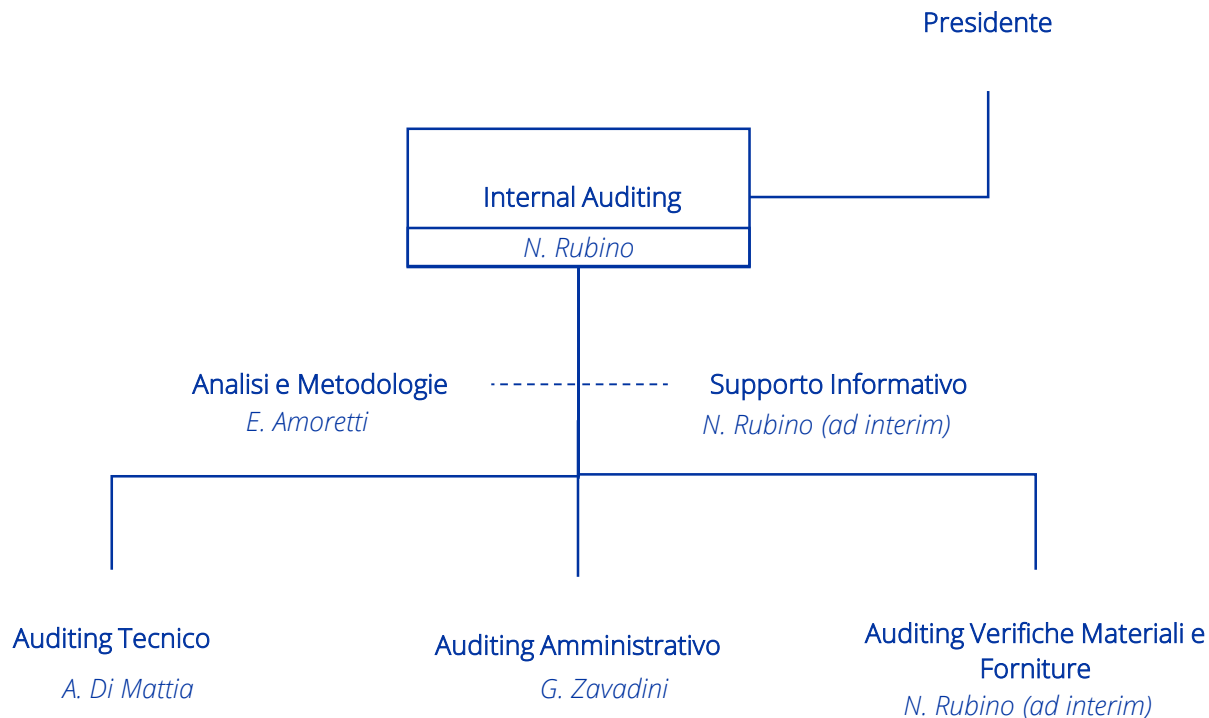 Presidente
Internal Auditing
N. Rubino
Analisi e Metodologie
E. Amoretti
Supporto Informativo
N. Rubino (ad interim)
Auditing Tecnico
A. Di Mattia
Auditing Amministrativo
G. Zavadini
Auditing Verifiche Materiali e
Forniture
N. Rubino (ad interim)